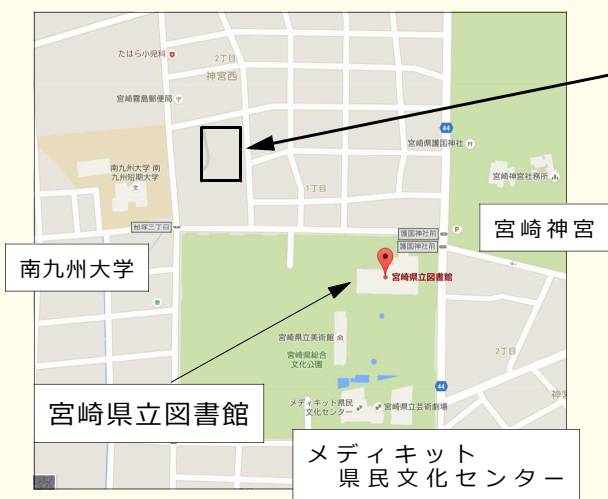 たはら小児科
2丁目
神宮西
宮崎霧島郵便局
44
宮崎県護国神社
南九州大学 南
九州短期大学
宮崎神宮社務所
1丁目
船塚三丁目
護国神社前
P
宮崎神宮
護国神社前
南九州大学
宮崎県立図書館
宮崎県立美術館
宮崎県総合
文化公園
2丁目
44
メディキット県民
文化センター
宮崎県立芸術劇場
宮崎県立図書館
メディキット
県民文化センター